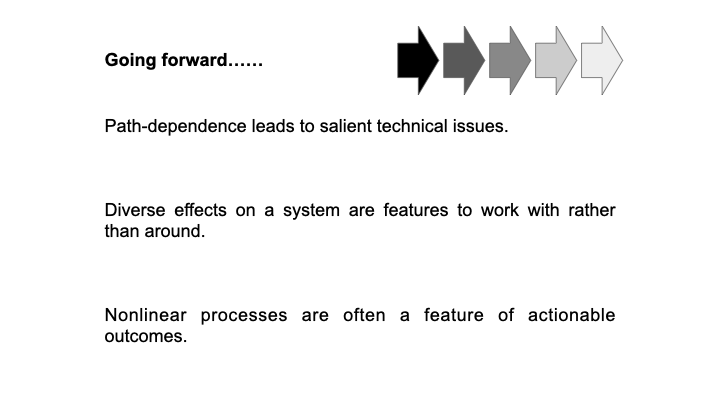 Going forward……
Path-dependence leads to salient technical issues.
Diverse effects on a system are features to work with rather
than around.
Nonlinear processes are often a feature of actionable
outcomes.